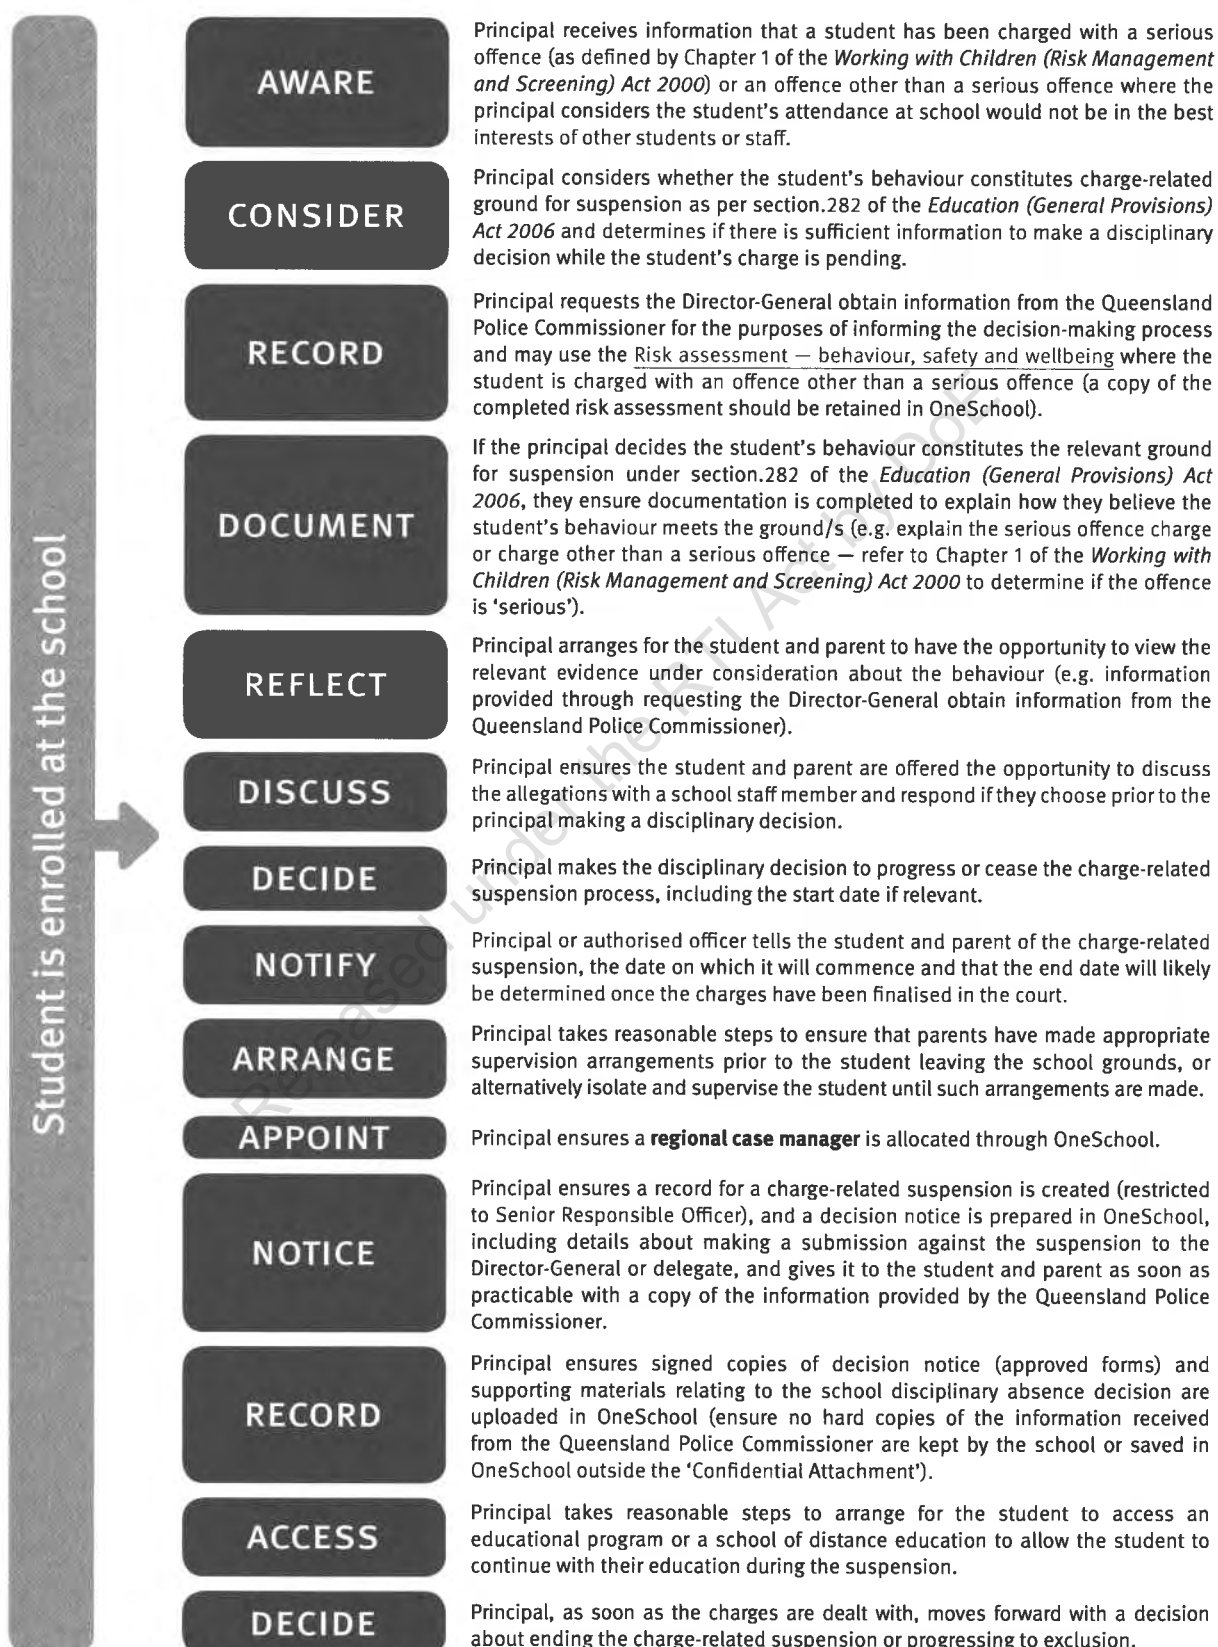 Student is enrolled at the school
AWARE
Principal receives information that a student has been charged with a serious
offence (as defined by Chapter 1 of the Working with Children (Risk Management
and Screening) Act 2000) or an offence other than a serious offence where the
principal considers the student's attendance at school would not be in the best
interests of other students or staff.
CONSIDER
Principal considers whether the student's behaviour constitutes charge-related
ground for suspension as per section.282 of the Education (General Provisions)
Act 2006 and determines if there is sufficient information to make a disciplinary
decision while the student's charge is pending.
RECORD
Principal requests the Director-General obtain information from the Queensland
Police Commissioner for the purposes of informing the decision-making process
and may use the Risk assessment — behaviour, safety and wellbeing where the
student is charged with an offence other than a serious offence (a copy of the
completed risk assessment should be retained in OneSchool).
DOCUMENT
If the principal decides the student's behaviour constitutes the relevant ground
for suspension under section.282 of the Education (General Provisions) Act
2006, they ensure documentation is completed to explain how they believe the
student's behaviour meets the ground/s (e.g. explain the serious offence charge
or charge other than a serious offence — refer to Chapter 1 of the Working with
Children (Risk Management and Screening) Act 2000 to determine if the offence
is 'serious').
REFLECT
Principal arranges for the student and parent to have the opportunity to view the
relevant evidence under consideration about the behaviour (e.g. information
provided through requesting the Director-General obtain information from the
Queensland Police Commissioner).
DISCUSS
Principal ensures the student and parent are offered the opportunity to discuss
the allegations with a school staff member and respond if they choose prior to the
principal making a disciplinary decision.
DECIDE
Principal makes the disciplinary decision to progress or cease the charge-related
suspension process, including the start date if relevant.
NOTIFY
Principal or authorised officer tells the student and parent of the charge-related
suspension, the date on which it will commence and that the end date will likely
be determined once the charges have been finalised in the court.
ARRANGE
Principal takes reasonable steps to ensure that parents have made appropriate
supervision arrangements prior to the student leaving the school grounds, or
alternatively isolate and supervise the student until such arrangements are made.
APPOINT
Principal ensures a regional case manager is allocated through OneSchool.
NOTICE
Principal ensures a record for a charge-related suspension is created (restricted
to Senior Responsible Officer), and a decision notice is prepared in OneSchool,
including details about making a submission against the suspension to the
Director-General or delegate, and gives it to the student and parent as soon as
practicable with a copy of the information provided by the Queensland Police
Commissioner.
RECORD
Principal ensures signed copies of decision notice (approved forms) and
supporting materials relating to the school disciplinary absence decision are
uploaded in OneSchool (ensure no hard copies of the information received
from the Queensland Police Commissioner are kept by the school or saved in
OneSchool outside the 'Confidential Attachment').
ACCESS
Principal takes reasonable steps to arrange for the student to access an
educational program or a school of distance education to allow the student to
continue with their education during the suspension.
DECIDE
Principal, as soon as the charges are dealt with, moves forward with a decision
about ending the charge-related suspension or progressing to exclusion.
Released under the RTI Act by DoE